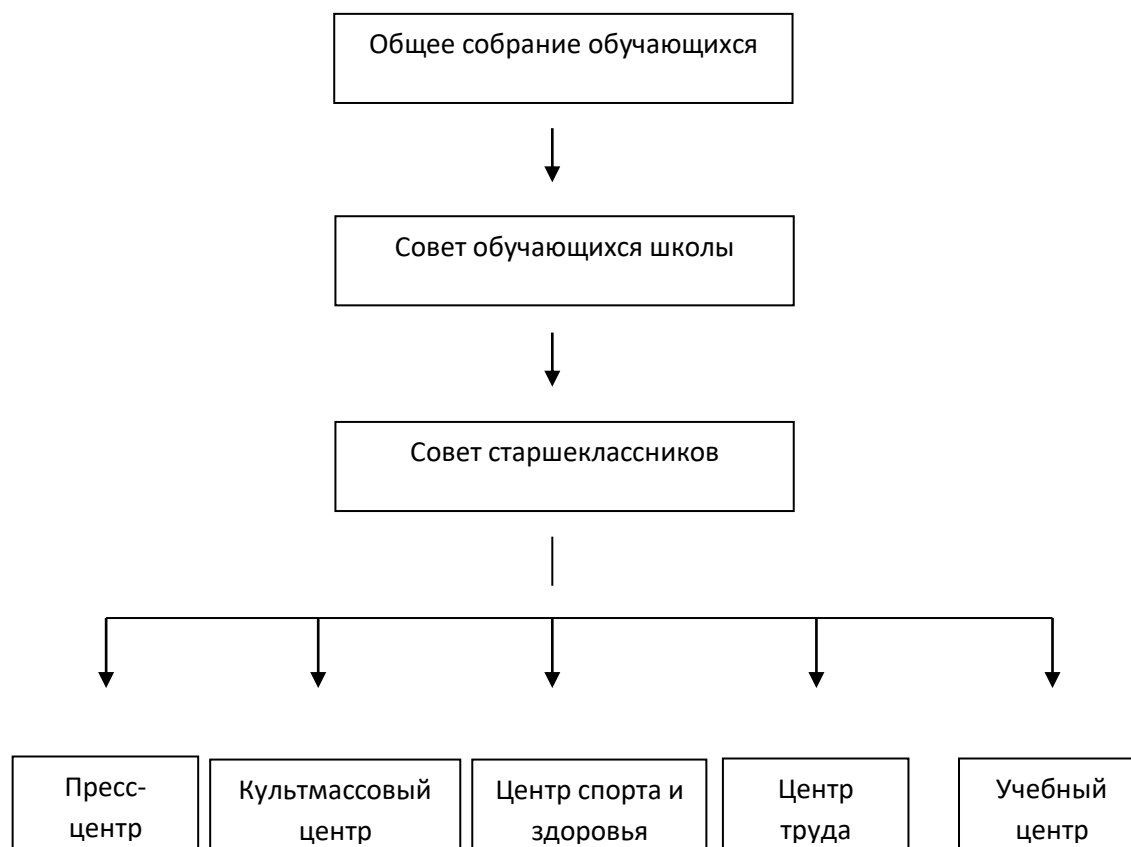 Общее собрание обучающихся
Совет обучающихся школы
Совет старшеклассников
Пресс-
центр
Культмассовый
центр
Центр спорта и
здоровья
Центр
труда
Учебный
центр